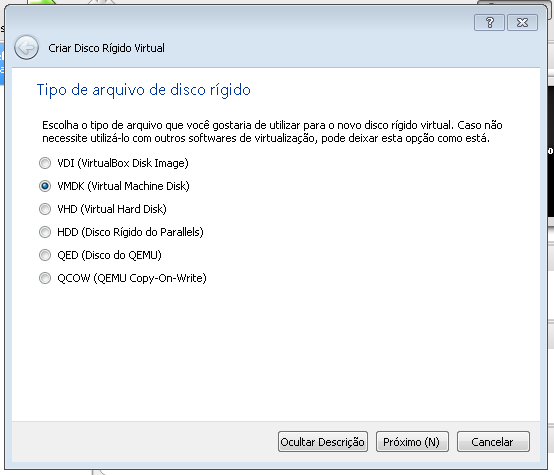 Criar Disco Rígido Virtual
Tipo de arquivo de disco rígido
Escolha o tipo de arquivo que você gostaria de utilizar para o novo disco rígido virtual. Caso não
necessite utilizá-lo com outros softwares de virtualização, pode deixar esta opção como está.
VDI (VirtualBox Disk Image)
VMDK (Virtual Machine Disk)
VHD (Virtual Hard Disk)
HDD (Disco Rígido do Parallels)
QED (Disco do QEMU)
QCOW (QEMU Copy-On-Write)
Ocultar Descrição
Próximo (N)
Cancelar